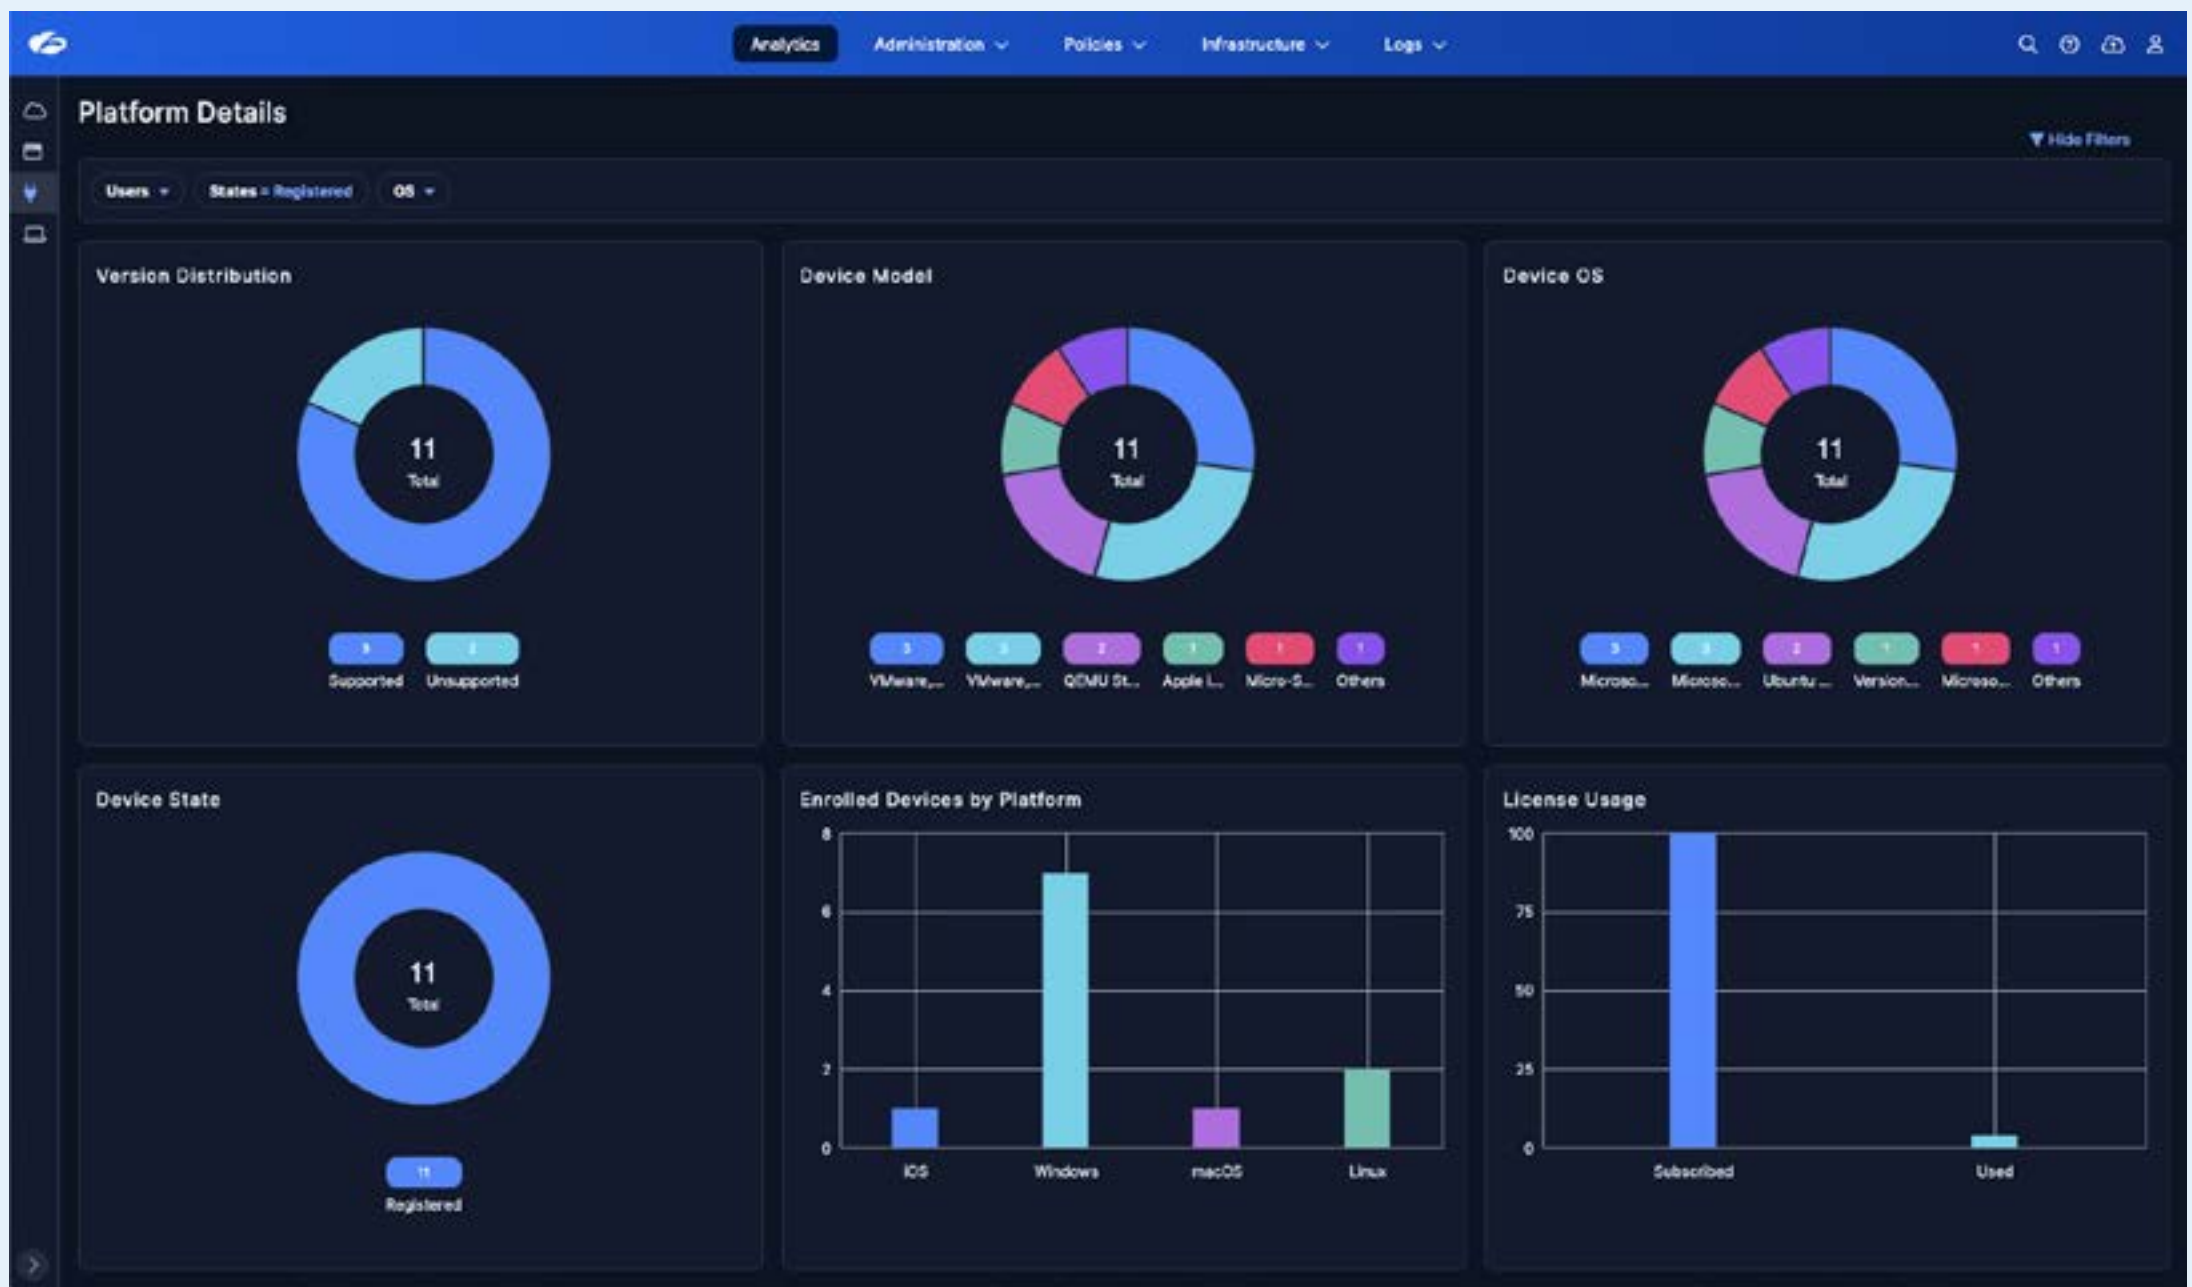 Analytics Administration Policies Infrastructure Logs
Platform Details
Hide Filters
Users States = Registered OS
Version Distribution
11
Total
9 2
Supported Unsupported
Device Model
11
Total
3 3 2 1 1 1
VMware,... VMware,... QEMU St... Apple i... Micro-S... Others
Device OS
11
Total
3 3 2 1 1 1
Microso... Microso... Ubuntu ... Version... Microso... Others
Device State
11
Total
11
Registered
Enrolled Devices by Platform
8
6
4
2
0
iOS Windows macOS Linux
License Usage
100
75
50
25
0
Subscribed Used